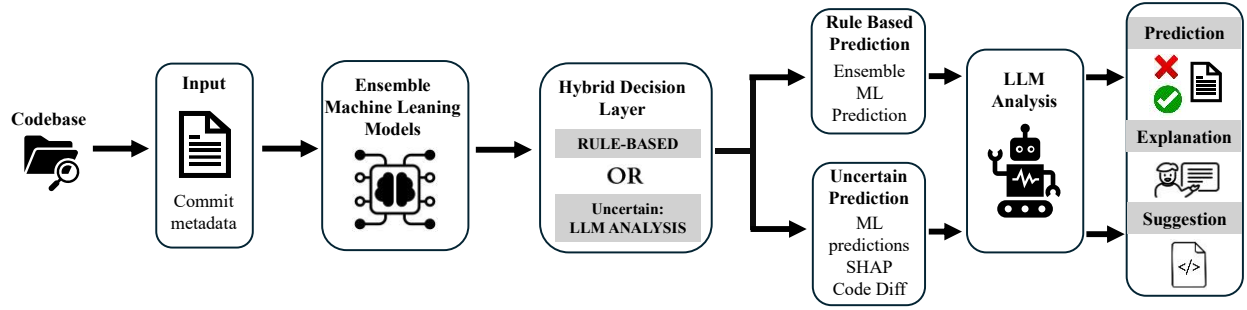 Codebase
Input
Commit
metadata
Ensemble
Machine Leaning
Models
Hybrid Decision
Layer
RULE-BASED
OR
Uncertain:
LLM ANALYSIS
Rule Based
Prediction
Ensemble
ML
Prediction
Uncertain
Prediction
ML
predictions
SHAP
Code Diff
LLM
Analysis
Prediction
Explanation
Suggestion
</>